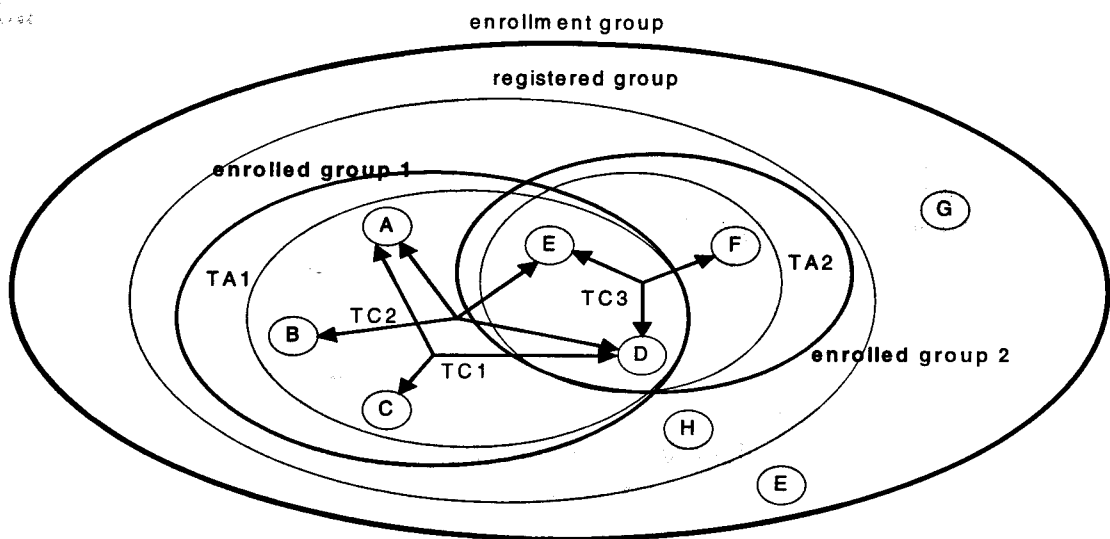 enrollment group
registered group
enrolled group 1
A
E
F
G
TA1
TA2
TC3
TC2
B
D
enrolled group 2
TC1
C
H
E